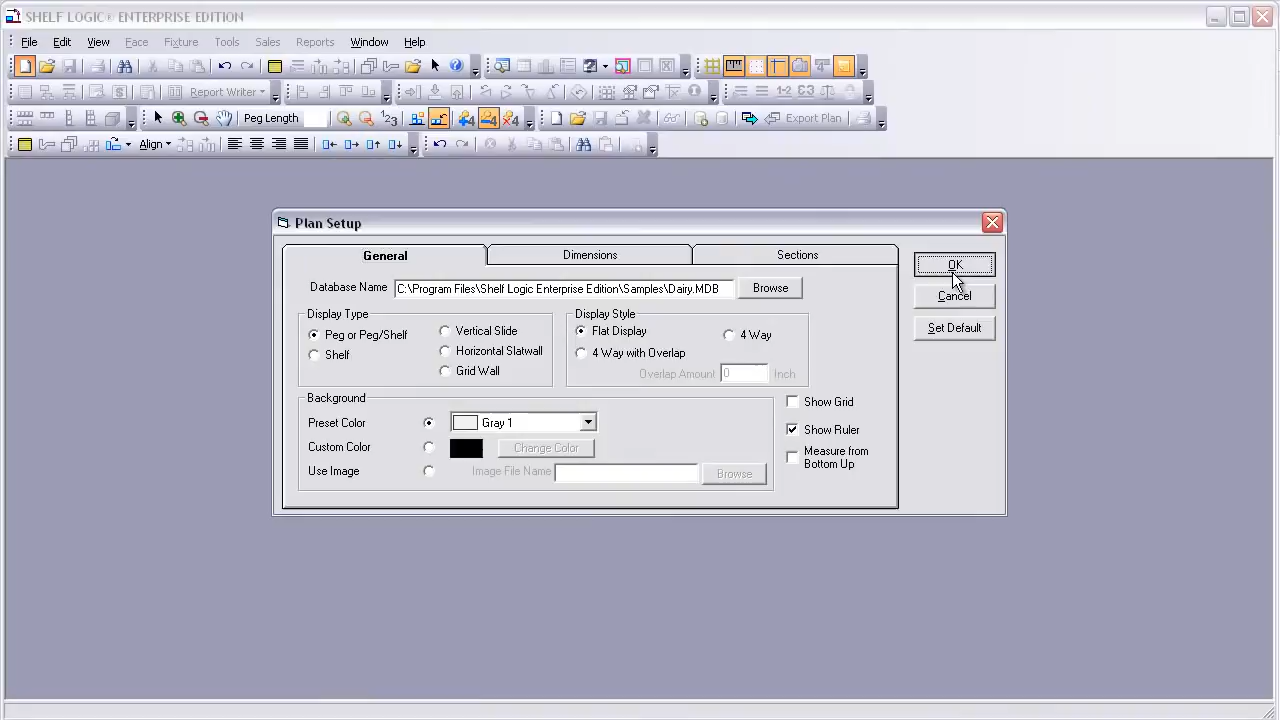 SHELF LOGIC® ENTERPRISE EDITION
File Edit View Face Fixture Tools Sales Reports Window Help
Report Writer 1-2
Peg Length 123 Export Plan
Align
Plan Setup
General Dimensions Sections
OK
Database Name C:\Program Files\Shelf Logic Enterprise Edition\Samples\Dairy.MDB Browse
Cancel
Display Type Display Style
Set Default
Peg or Peg/Shelf Vertical Slide Flat Display 4 Way
Shelf Horizontal Slatwall 4 Way with Overlap
Grid Wall Overlap Amount 0 Inch
Background
Show Grid
Preset Color Gray 1
Show Ruler
Custom Color Change Color
Measure from
Bottom Up
Use Image Image File Name Browse